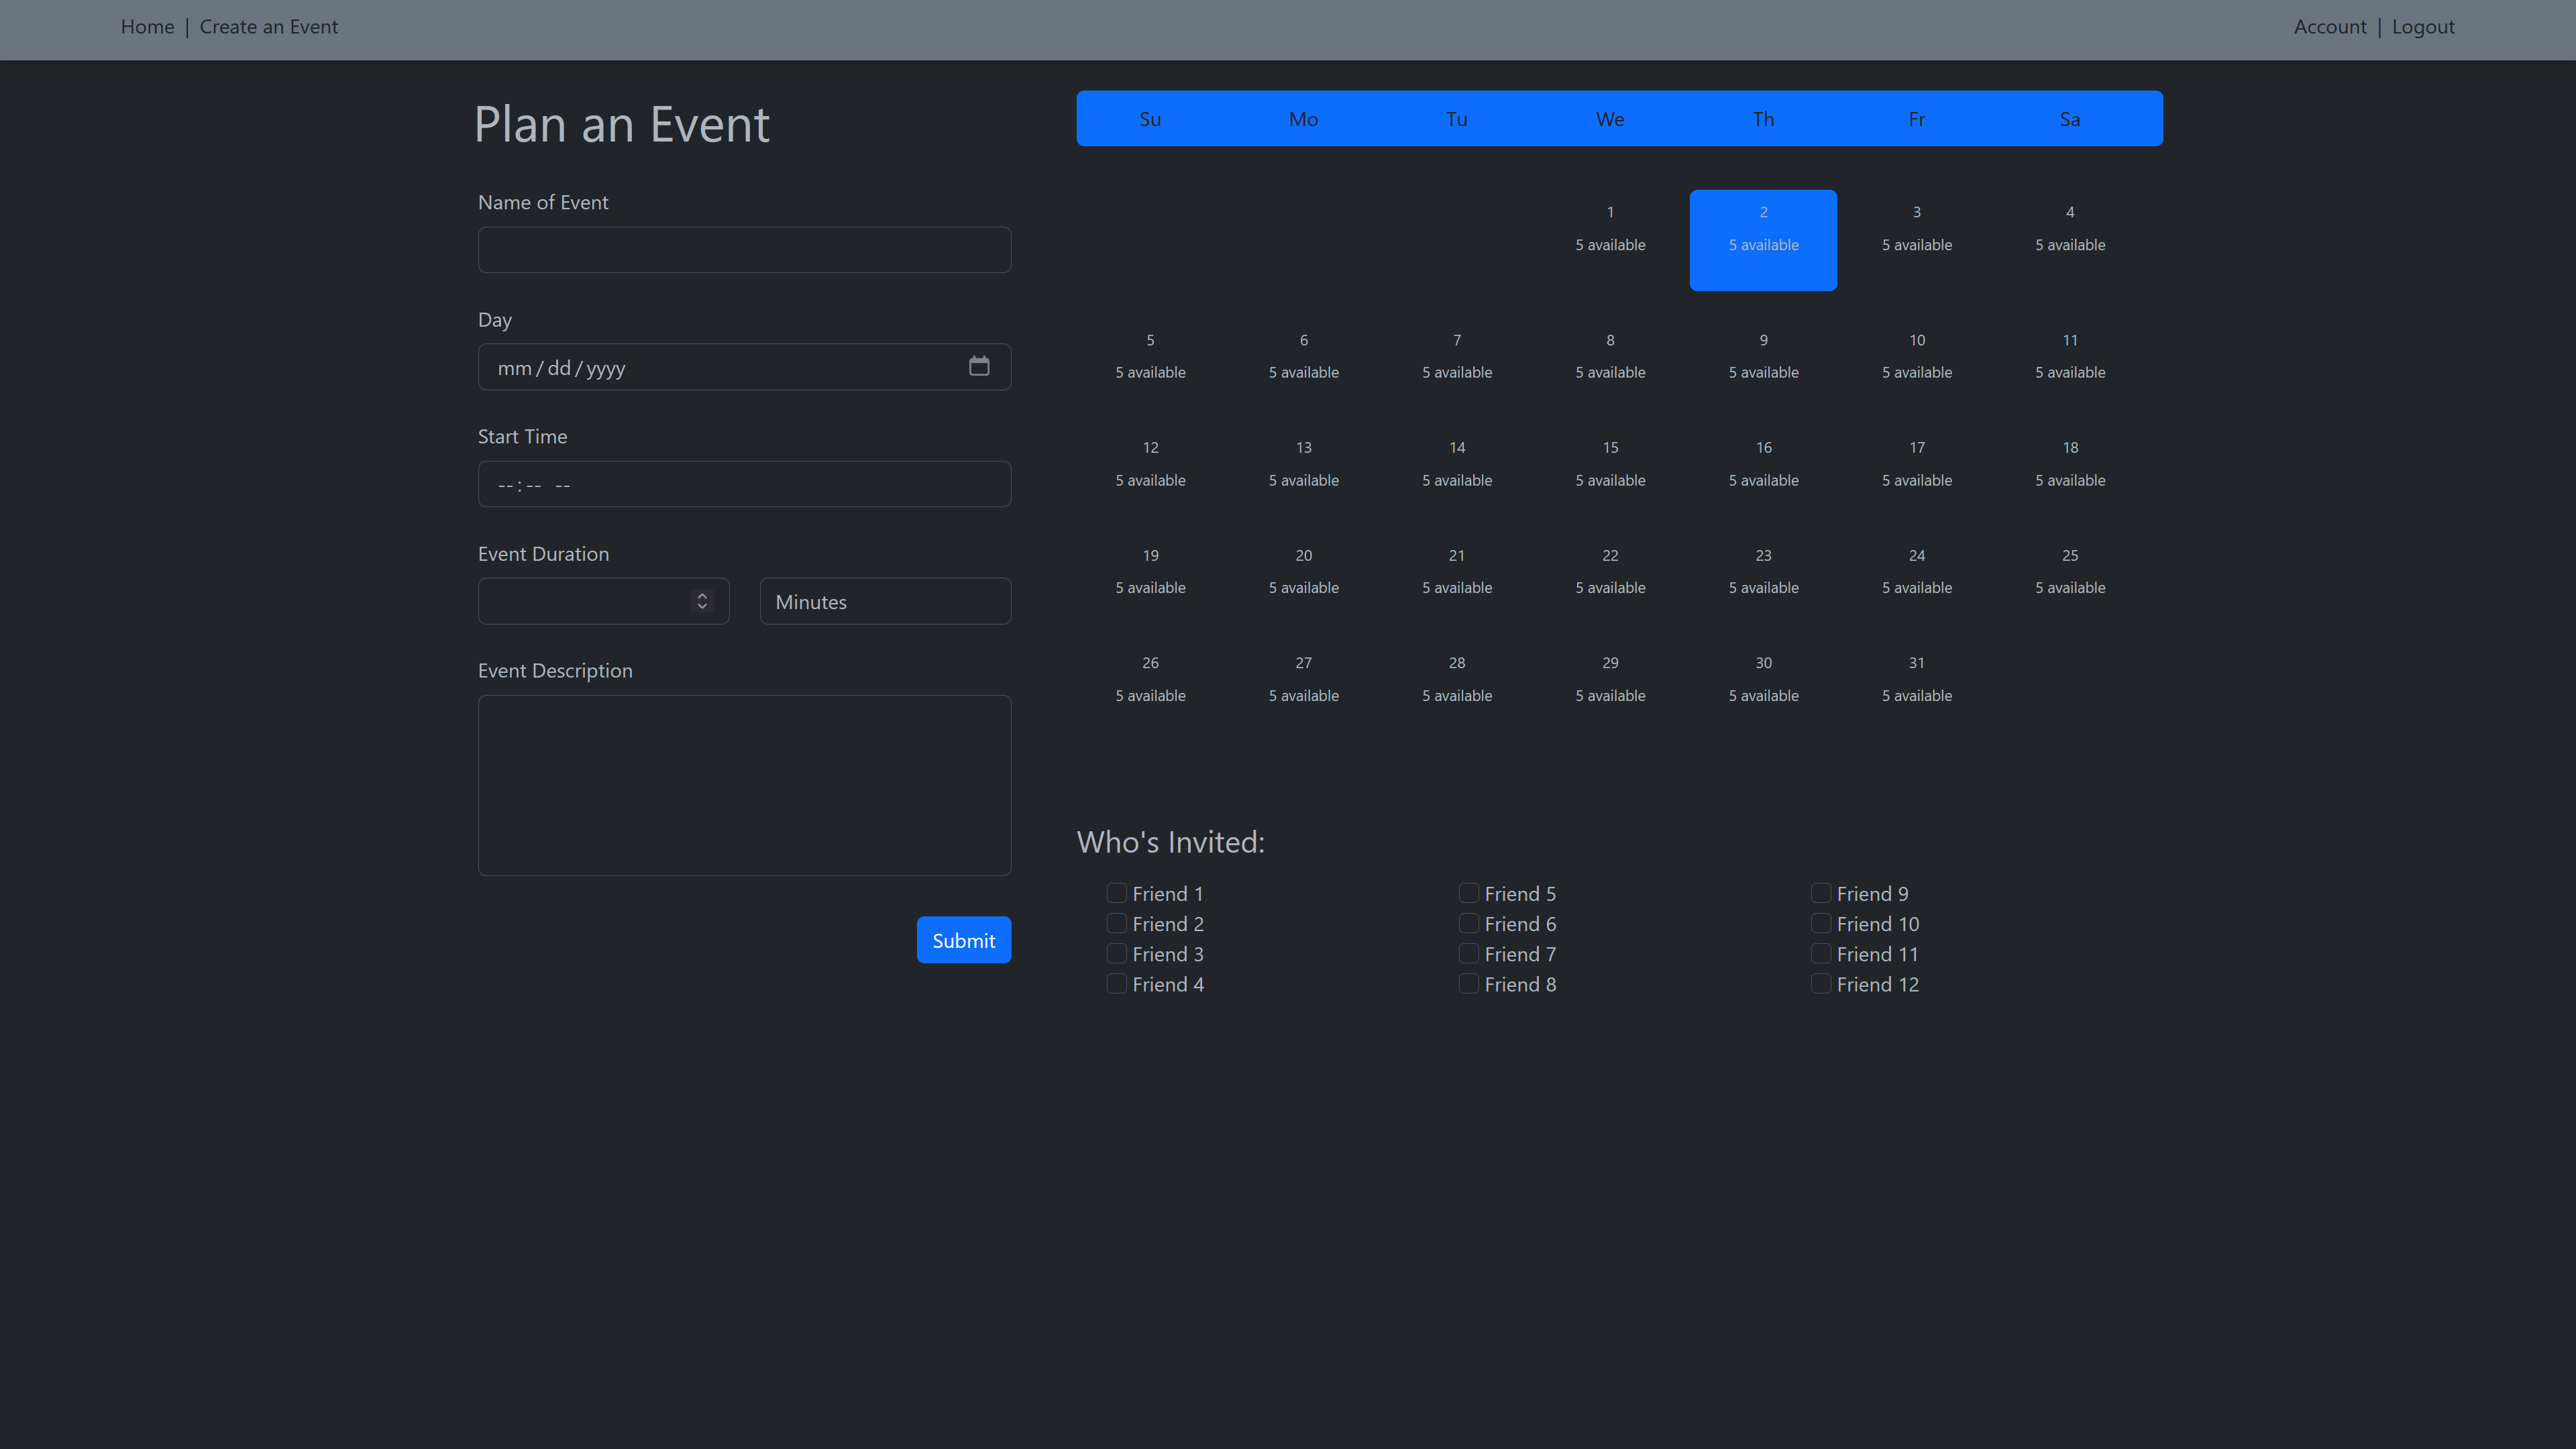 Home | Create an Event
Account | Logout
Plan an Event
Name of Event
Day
mm/dd/yyyy
Start Time
--:-- --
Event Duration
Minutes
Event Description
Submit
Su Mo Tu We Th Fr Sa
1 2 3 4
5 available 5 available 5 available 5 available
5 6 7 8 9 10 11
5 available 5 available 5 available 5 available 5 available 5 available 5 available
12 13 14 15 16 17 18
5 available 5 available 5 available 5 available 5 available 5 available 5 available
19 20 21 22 23 24 25
5 available 5 available 5 available 5 available 5 available 5 available 5 available
26 27 28 29 30 31
5 available 5 available 5 available 5 available 5 available 5 available
Who's Invited:
Friend 1
Friend 2
Friend 3
Friend 4
Friend 5
Friend 6
Friend 7
Friend 8
Friend 9
Friend 10
Friend 11
Friend 12